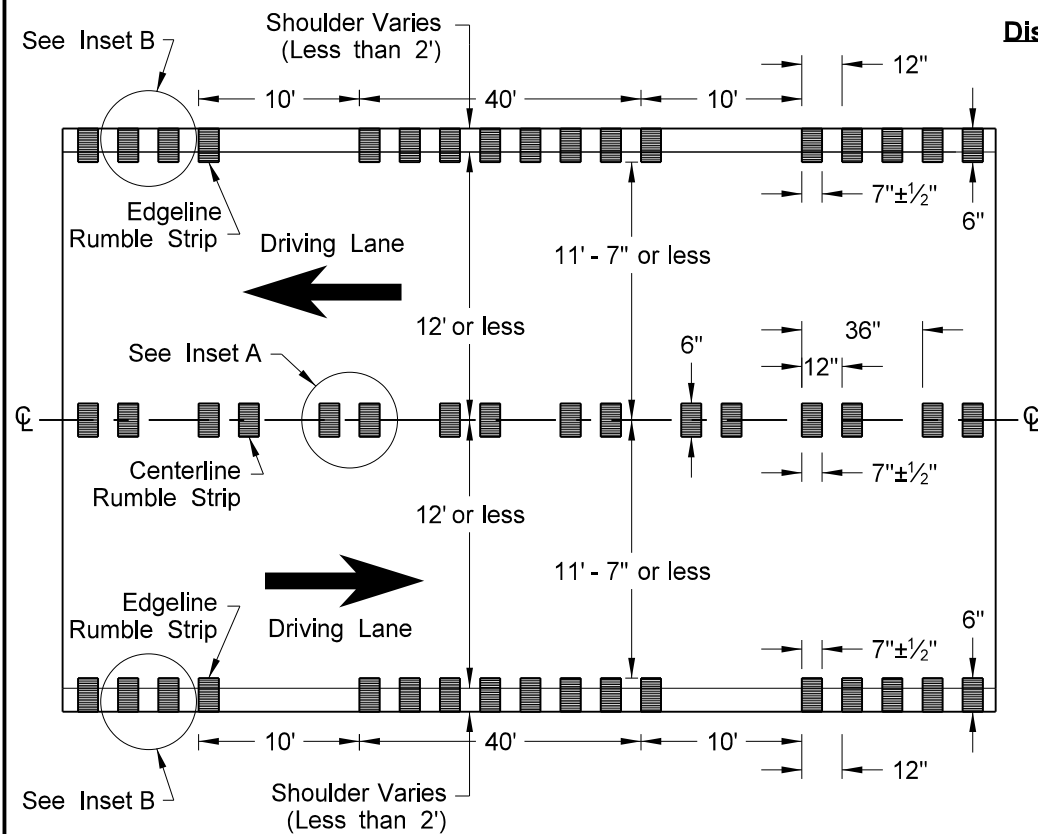 See Inset B
Shoulder Varies
(Less than 2')
Dis
12"
10'
40'
10'
7"±½"
6"
Edgeline
Rumble Strip
Driving Lane
11' - 7" or less
12' or less
36"
6"
12"
See Inset A
℄
℄
Centerline
Rumble Strip
7"±½"
12' or less
11' - 7" or less
Edgeline
Rumble Strip
Driving Lane
6"
7"±½"
10'
40'
10'
12"
See Inset B
Shoulder Varies
(Less than 2')